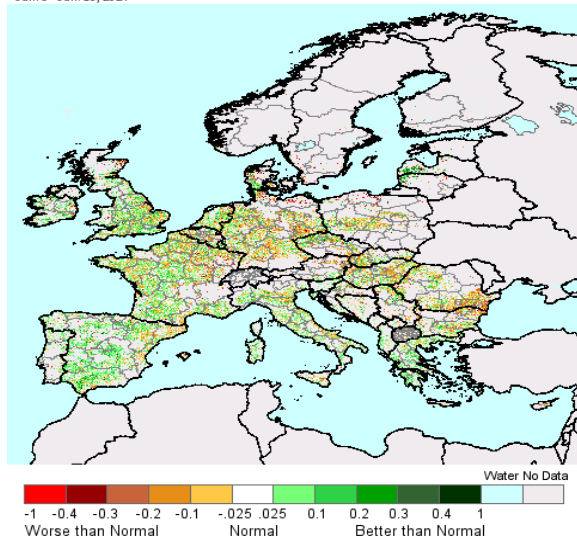 Water No Data
-1 -0.4 -0.3 -0.2 -0.1 -.025 .025 0.1 0.2 0.3 0.4 1
Worse than Normal Normal Better than Normal